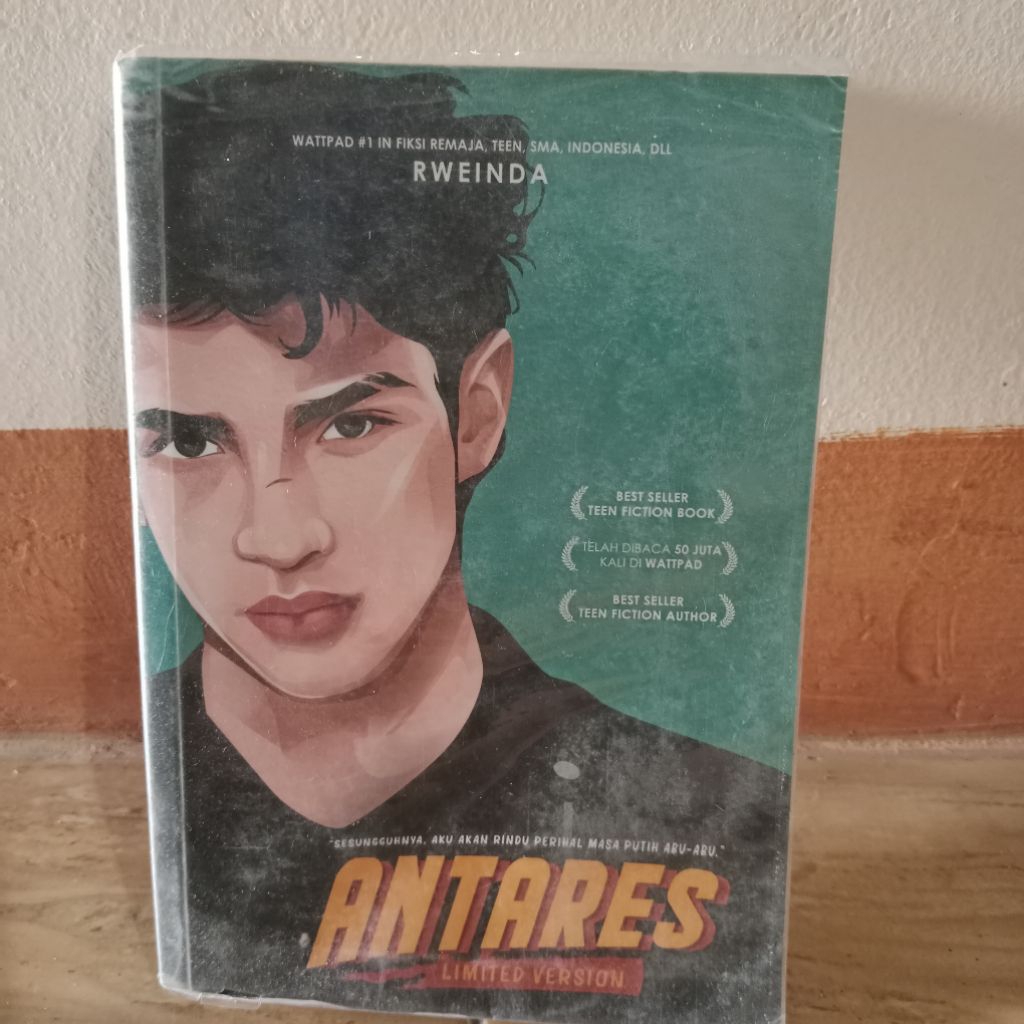 WATTPAD #1 IN FIKSI REMAJA, TEEN, SMA, INDONESIA, DLL
RWEINDA
BEST SELLER
TEEN FICTION BOOK
TELAH DIBACA 50 JUTA
KALI DI WATTPAD
BEST SELLER
TEEN FICTION AUTHOR
"SESUNGGUHNYA, AKU AKAN RINDU PERIHAL MASA PUTIH ABU-ABU."
ANTARES
LIMITED VERSION